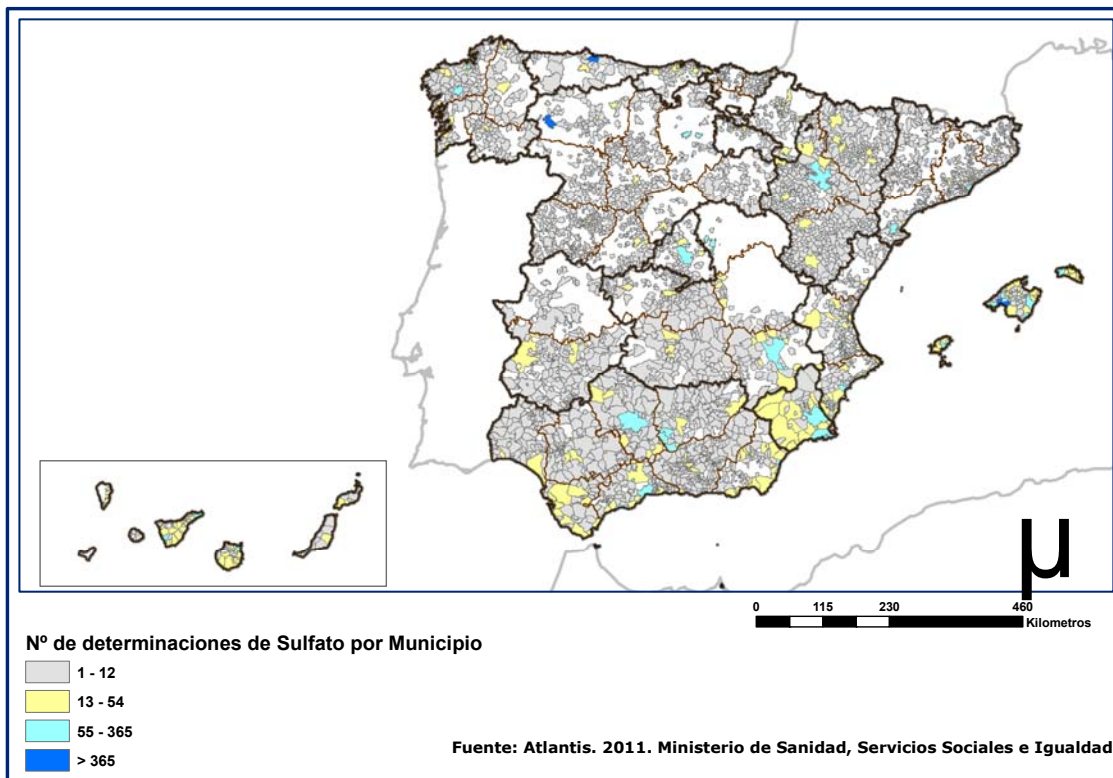 µ
0 115 230 460
Kilometros
Nº de determinaciones de Sulfato por Municipio
1 - 12
13 - 54
55 - 365
> 365
Fuente: Atlantis. 2011. Ministerio de Sanidad, Servicios Sociales e Igualdad